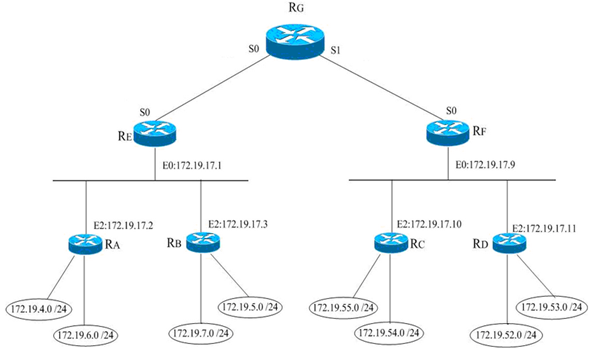 RG
S0 S1
S0 S0
RE RF
E0:172.19.17.1 E0:172.19.17.9
E2:172.19.17.2 E2:172.19.17.3 E2:172.19.17.10 E2:172.19.17.11
RA RB RC RD
172.19.4.0 /24 172.19.5.0 /24 172.19.55.0 /24 172.19.53.0 /24
172.19.6.0 /24 172.19.7.0 /24 172.19.54.0 /24 172.19.52.0 /24